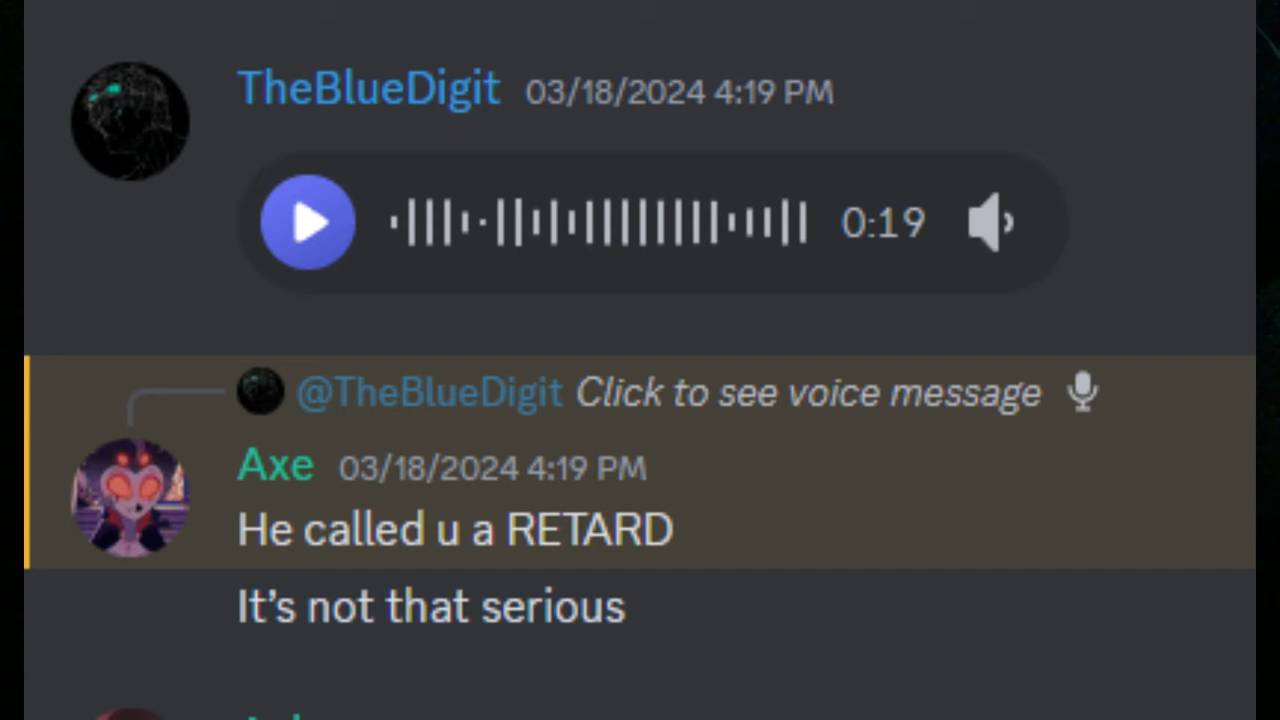 TheBlueDigit 03/18/2024 4:19 PM
0:19
@TheBlueDigit Click to see voice message
Axe 03/18/2024 4:19 PM
He called u a RETARD
It's not that serious